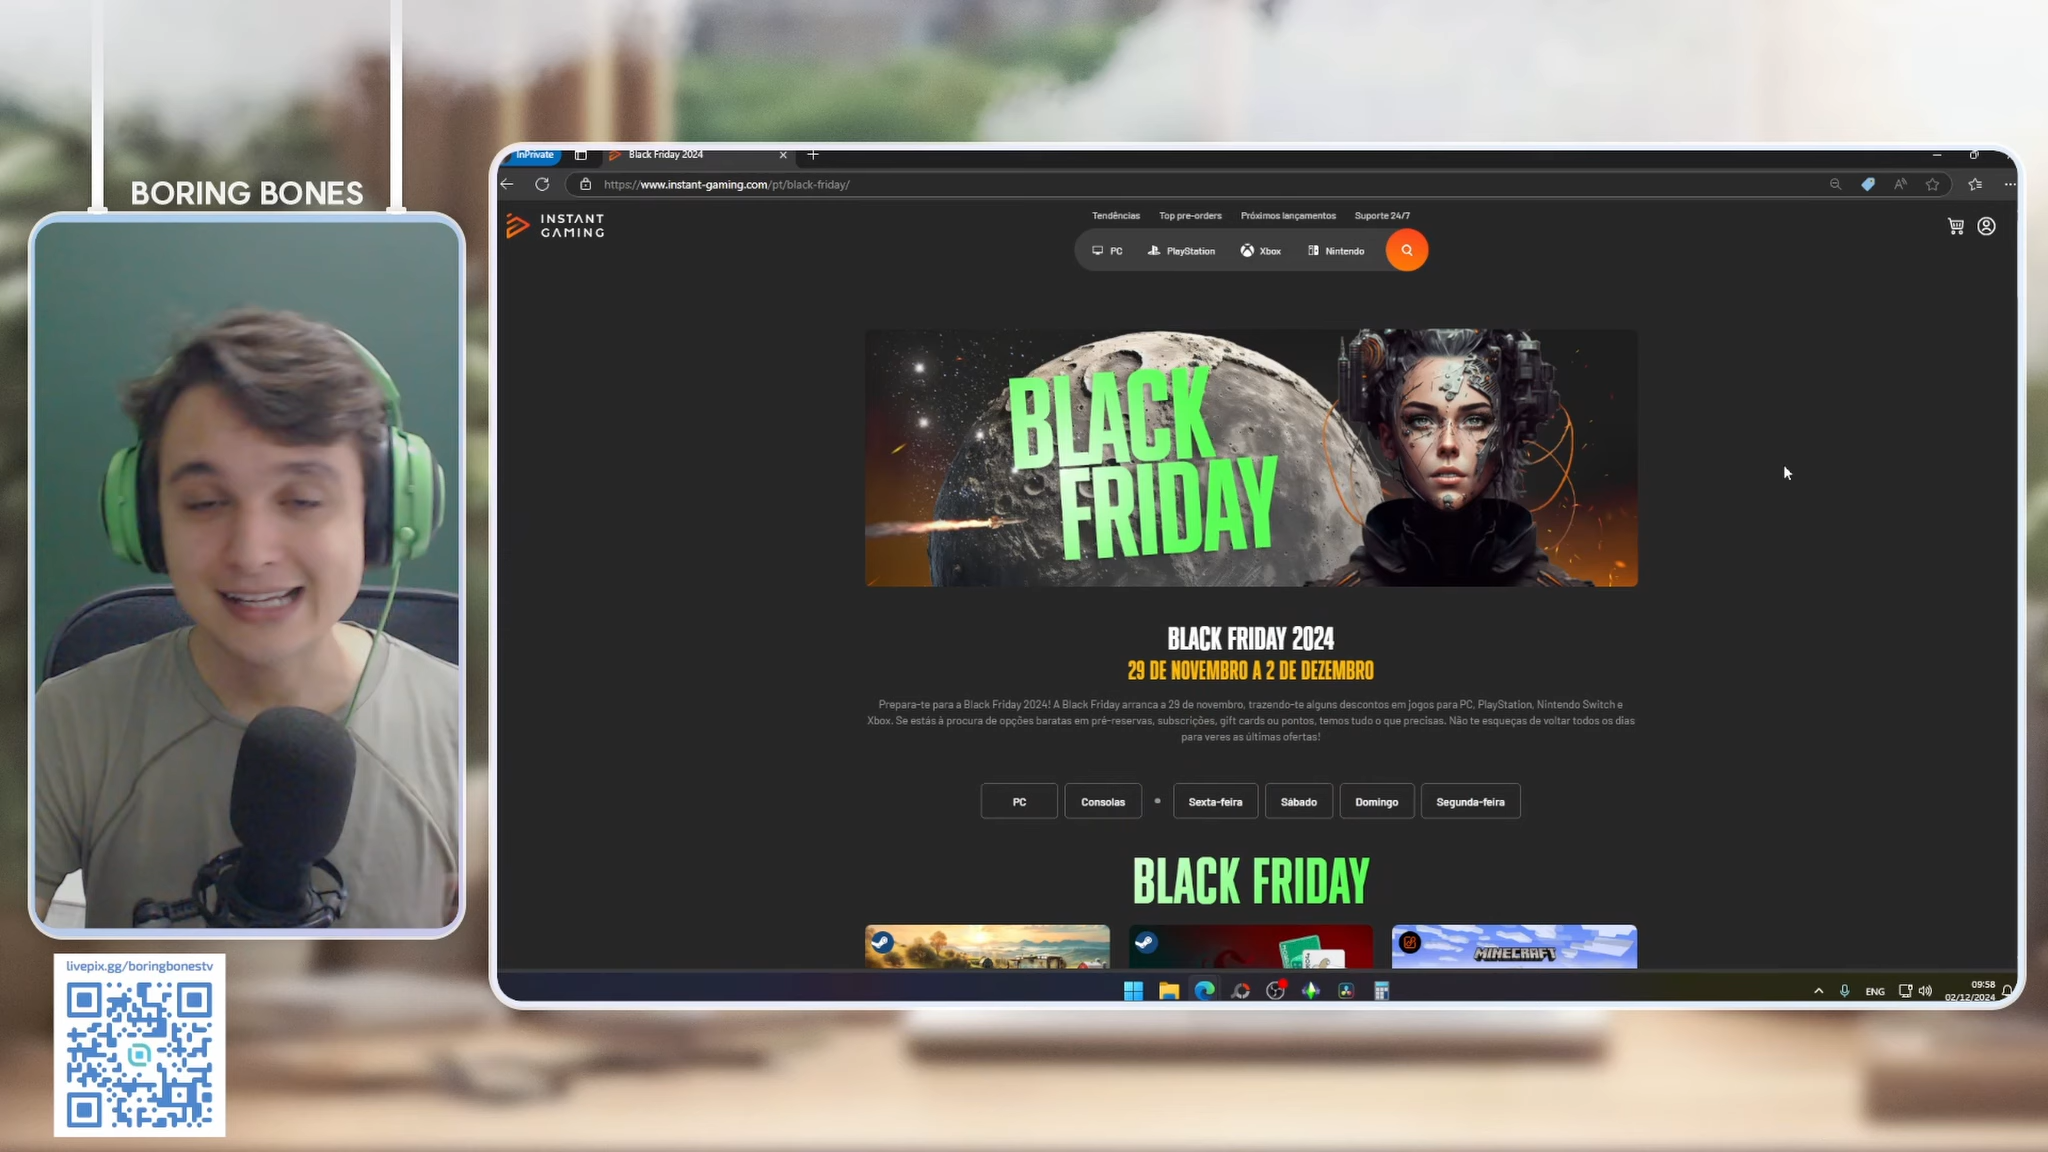 BORING BONES
InPrivate
Black Friday 2024
https://www.instant-gaming.com/pt/black-friday/
INSTANT
GAMING
Tendências
Top pre-orders
Próximos lançamentos
Suporte 24/7
PC
PlayStation
Xbox
Nintendo
BLACK
FRIDAY
BLACK FRIDAY 2024
29 DE NOVEMBRO A 2 DE DEZEMBRO
Prepara-te para a Black Friday 2024! A Black Friday arranca a 29 de novembro, trazendo-te alguns descontos em jogos para PC, PlayStation, Nintendo Switch e
Xbox. Se estás à procura de opções baratas em pré-reservas, subscrições, gift cards ou pontos, temos tudo o que precisas. Não te esqueças de voltar todos os dias
para veres as últimas ofertas!
PC
Consolas
Sexta-feira
Sábado
Domingo
Segunda-feira
BLACK FRIDAY
MINECRAFT
ENG
09:58
02/12/2024
livepix.gg/boringbonestv